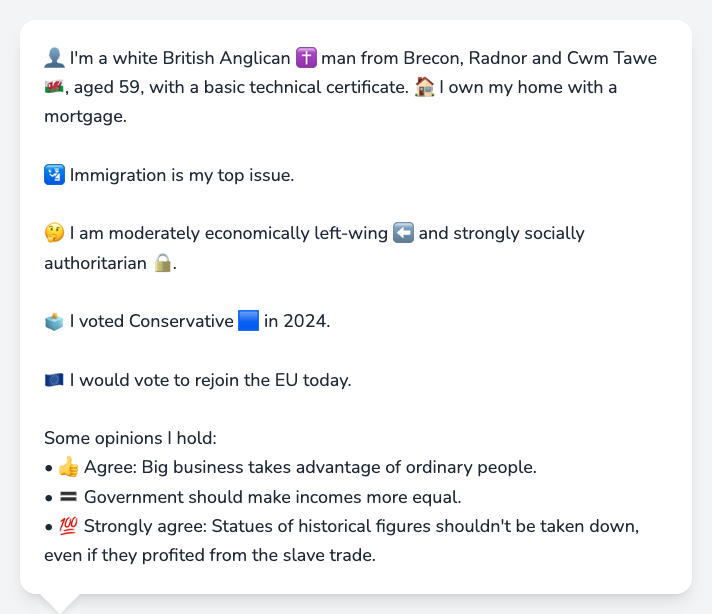 👤 I'm a white British Anglican ✝️ man from Brecon, Radnor and Cwm Tawe
🏴󠁧󠁢󠁷󠁬󠁳󠁿, aged 59, with a basic technical certificate. 🏠 I own my home with a
mortgage.
🛂 Immigration is my top issue.
🤔 I am moderately economically left-wing ⬅️ and strongly socially
authoritarian 🔒.
🗳️ I voted Conservative 🟦 in 2024.
🇪🇺 I would vote to rejoin the EU today.
Some opinions I hold:
• 👍 Agree: Big business takes advantage of ordinary people.
• 🟰 Government should make incomes more equal.
• 💯 Strongly agree: Statues of historical figures shouldn't be taken down,
even if they profited from the slave trade.